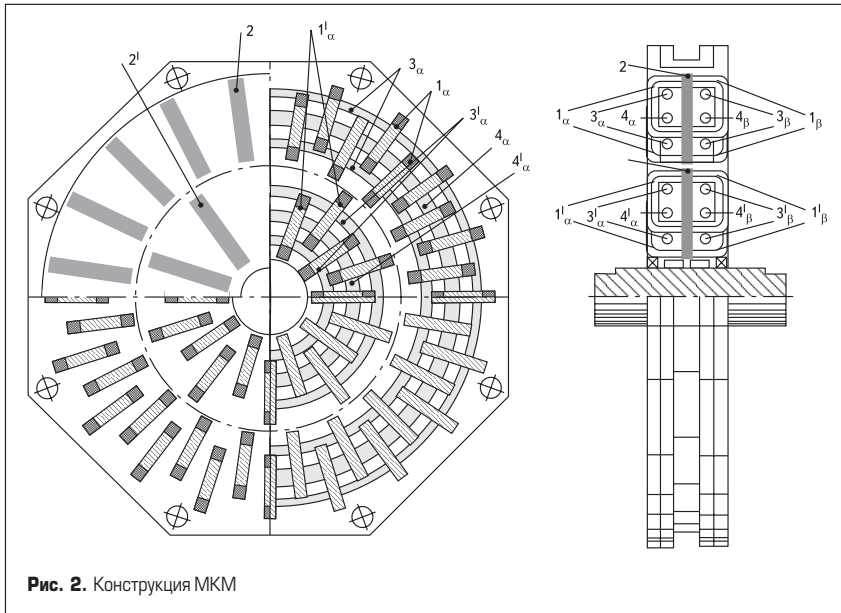 2
2ᴵ
1ᴵα
3α
1α
3ᴵα
4α
4ᴵα
2
1α
3α
4α
4β
3β
1β
1ᴵα
3ᴵα
4ᴵα
4ᴵβ
3ᴵβ
1ᴵβ
Рис. 2. Конструкция МКМ